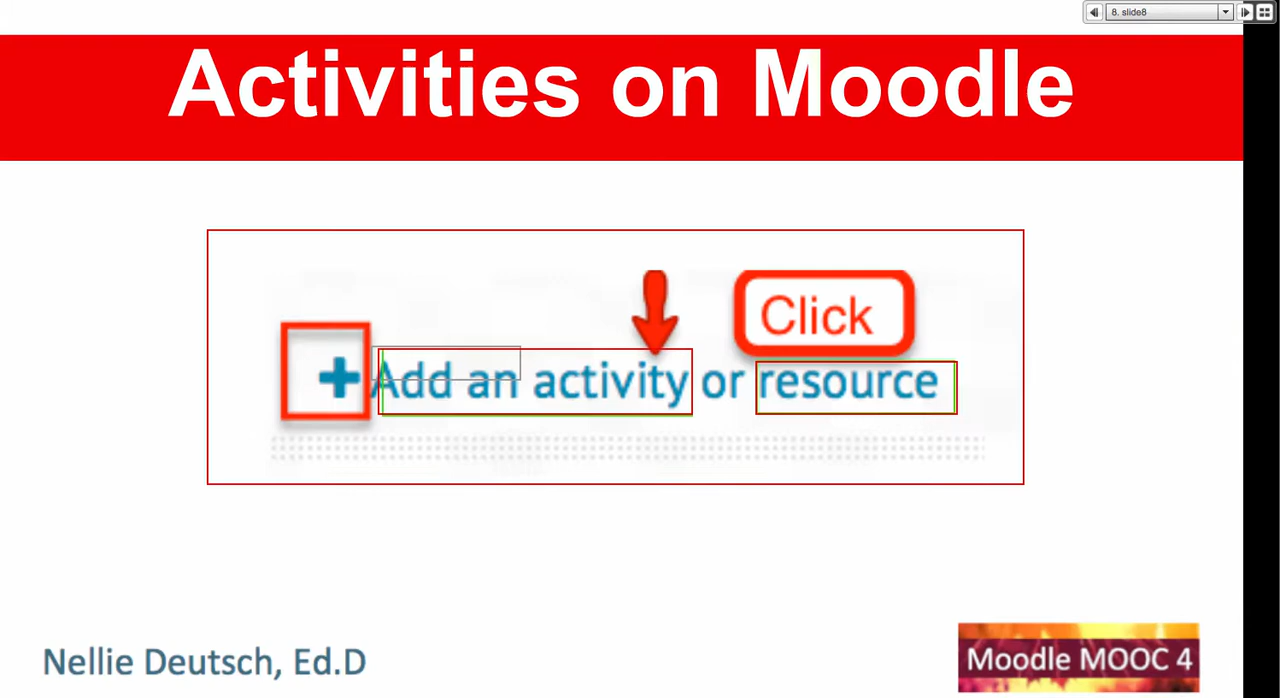 8. slide8
Activities on Moodle
Click
Add an activity or resource
Nellie Deutsch, Ed.D
Moodle MOOC 4